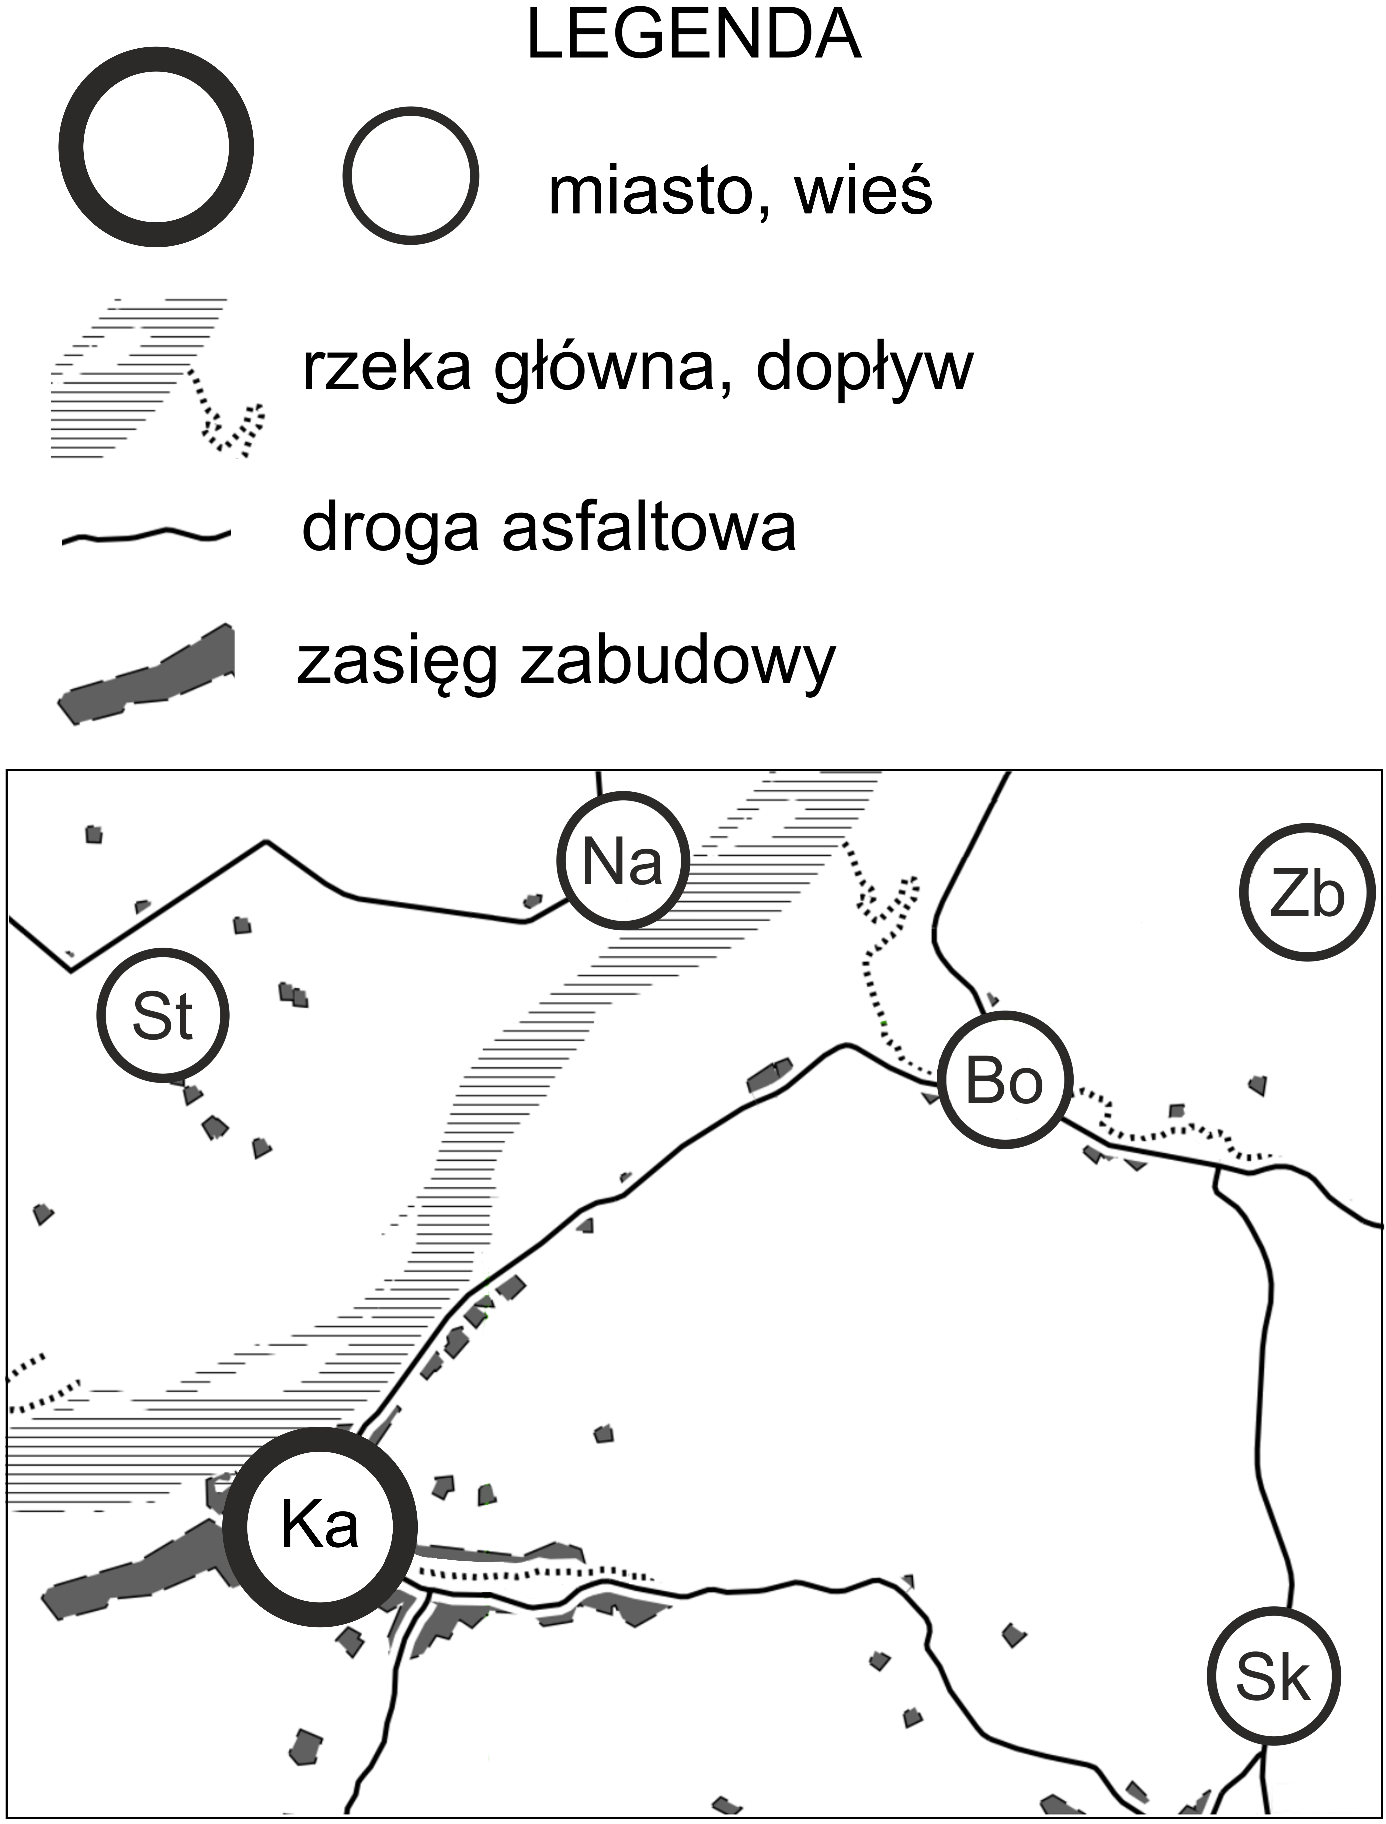 LEGENDA
miasto, wieś
rzeka główna, dopływ
droga asfaltowa
zasięg zabudowy
Na
Zb
St
Bo
Ka
Sk